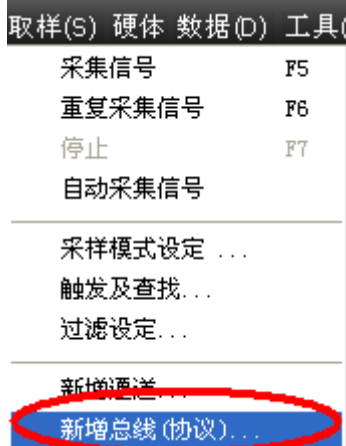 取样(S) 硬体 数据(D) 工具(
采集信号 F5
重复采集信号 F6
停止 F7
自动采集信号
采样模式设定 ...
触发及查找...
过滤设定...
新增通道...
新增总线(协议)...